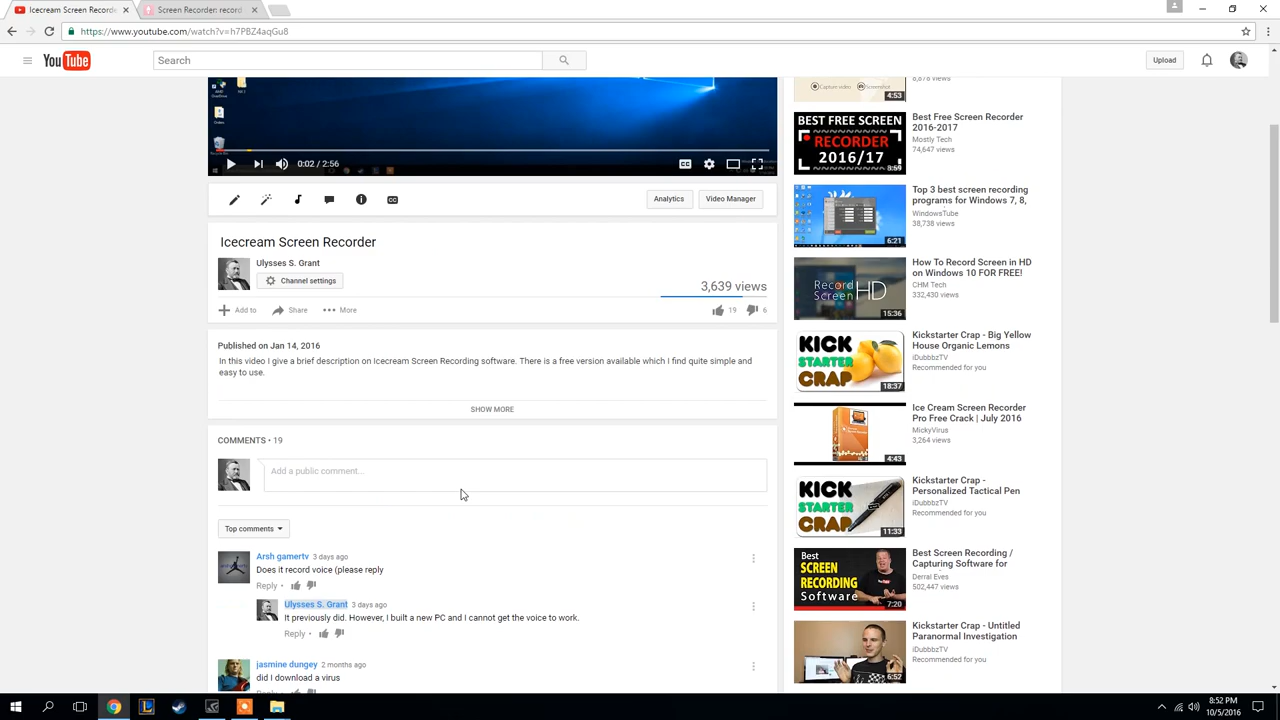 Icecream Screen Recorder
Screen Recorder: record
https://www.youtube.com/watch?v=h7PBZ4aqGu8
YouTube
Search
Upload
0:02 / 2:56
Analytics
Video Manager
Icecream Screen Recorder
Ulysses S. Grant
Channel settings
3,639 views
Add to
Share
More
19
6
Published on Jan 14, 2016
In this video I give a brief description on Icecream Screen Recording software. There is a free version available which I find quite simple and
easy to use.
SHOW MORE
COMMENTS • 19
Add a public comment...
Top comments
Arsh gamertv 3 days ago
Does it record voice (please reply
Reply •
Ulysses S. Grant 3 days ago
It previously did. However, I built a new PC and I cannot get the voice to work.
Reply •
jasmine dungey 2 months ago
did I download a virus
Capture video
Screenshot
4:53
BEST FREE SCREEN
RECORDER
2016/17
8:59
Best Free Screen Recorder
2016-2017
Mostly Tech
74,647 views
6:21
Top 3 best screen recording
programs for Windows 7, 8,
WindowsTube
38,738 views
Record
Screen HD
15:36
How To Record Screen in HD
on Windows 10 FOR FREE!
CHM Tech
332,430 views
KICK
STARTER
CRAP
18:37
Kickstarter Crap - Big Yellow
House Organic Lemons
iDubbbzTV
Recommended for you
4:43
Ice Cream Screen Recorder
Pro Free Crack | July 2016
MickyVirus
3,264 views
KICK
STARTER
CRAP
11:33
Kickstarter Crap -
Personalized Tactical Pen
iDubbbzTV
Recommended for you
Best
SCREEN
RECORDING
Software
7:20
Best Screen Recording /
Capturing Software for
Derral Eves
502,447 views
6:52
Kickstarter Crap - Untitled
Paranormal Investigation
iDubbbzTV
Recommended for you
8:52 PM
10/5/2016